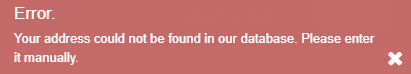 Error.
Your address could not be found in our database. Please enter
it manually.